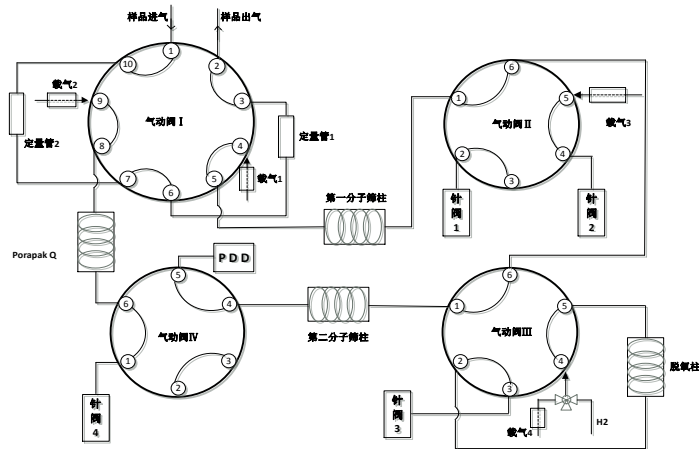 样品进气
样品出气
1
2
10
9
8
7
6
5
4
3
气动阀 I
载气2
定量管2
定量管1
载气1
第一分子筛柱
6
1
5
2
4
3
气动阀 II
载气3
针
阀
1
针
阀
2
Porapak Q
PDD
5
6
4
1
3
2
气动阀IV
第二分子筛柱
6
1
5
2
4
3
气动阀III
脱氧柱
针
阀
4
针
阀
3
载气4
H2